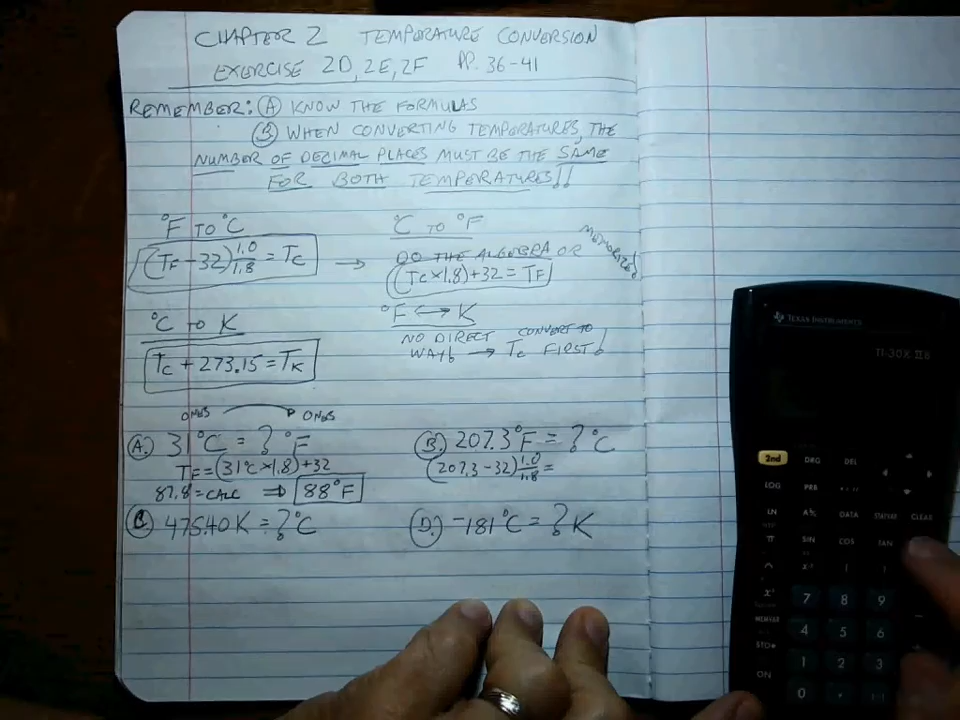 CHAPTER 2 TEMPERATURE CONVERSION
EXERCISE 2D, 2E, 2F PP. 36-41
REMEMBER: (A) KNOW THE FORMULAS
(B) WHEN CONVERTING TEMPERATURES, THE
NUMBER OF DECIMAL PLACES MUST BE THE SAME
FOR BOTH TEMPERATURES!!
°F TO °C
(TF - 32) 1.0/1.8 = TC
°C TO °F
DO THE ALGEBRA OR MEMORIZE!
(TC × 1.8) + 32 = TF
°C TO K
TC + 273.15 = TK
°F ↔ K
NO DIRECT WAY! → CONVERT TO TC FIRST!
ONES → ONES
(A.) 31°C = ? °F
TF = (31°C × 1.8) + 32
87.8 = CALC ⇒ 88°F
(B.) 207.3°F = ? °C
(207.3 - 32) 1.0/1.8 =
(C.) 475.40 K = ? °C
(D.) -181°C = ? K
TEXAS INSTRUMENTS
TI-30X IIS
2nd DRG DEL
LOG PRB
LN DATA STATVAR CLEAR
π SIN COS TAN
^
7 8 9
x² 4 5 6
MEMVAR
STO▸ 1 2 3
ON 0 . (-)